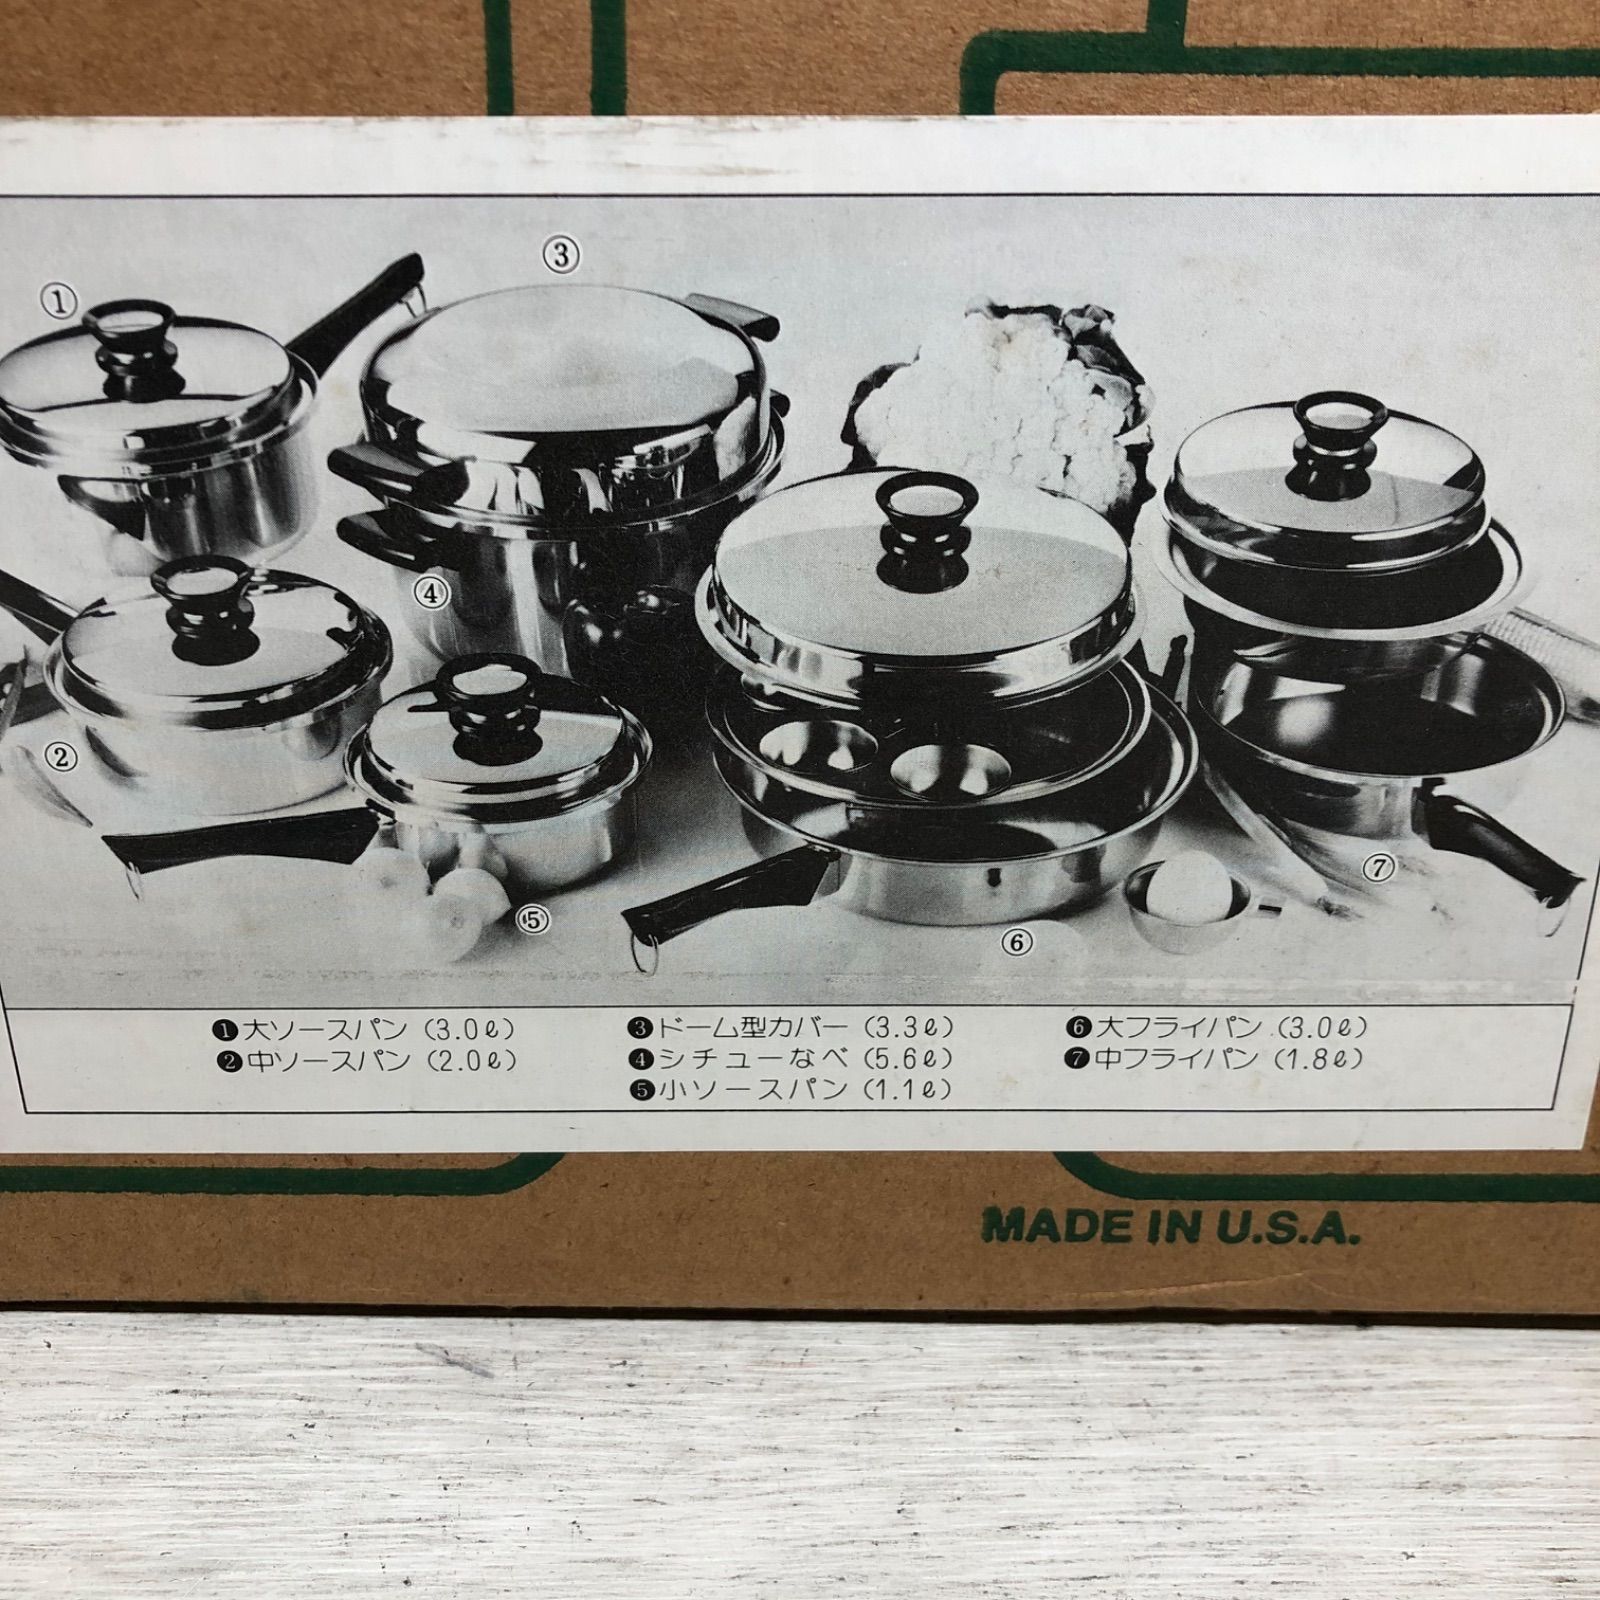 ①
③
④
②
⑤
⑥
⑦
❶大ソースパン（3.0ℓ）
❷中ソースパン（2.0ℓ）
❸ドーム型カバー（3.3ℓ）
❹シチューなべ（5.6ℓ）
❺小ソースパン（1.1ℓ）
❻大フライパン（3.0ℓ）
❼中フライパン（1.8ℓ）
MADE IN U.S.A.